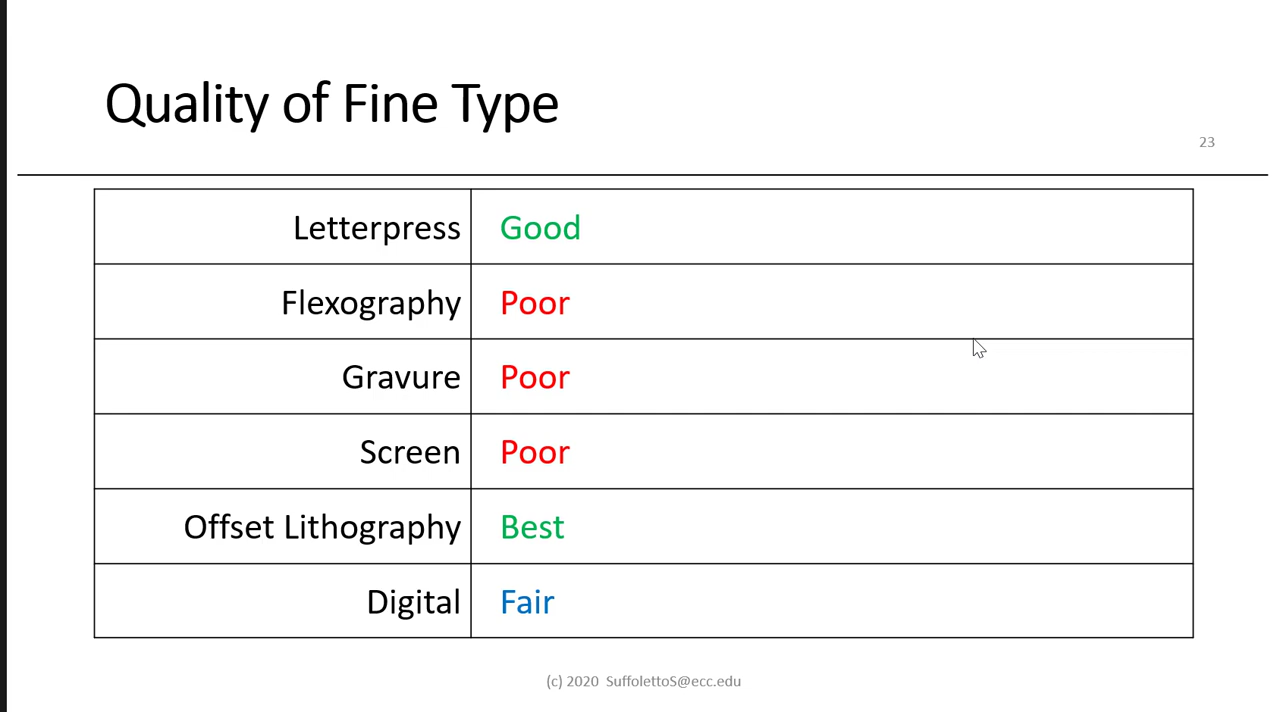 Quality of Fine Type
23
Letterpress Good
Flexography Poor
Gravure Poor
Screen Poor
Offset Lithography Best
Digital Fair
(c) 2020 SuffolettoS@ecc.edu